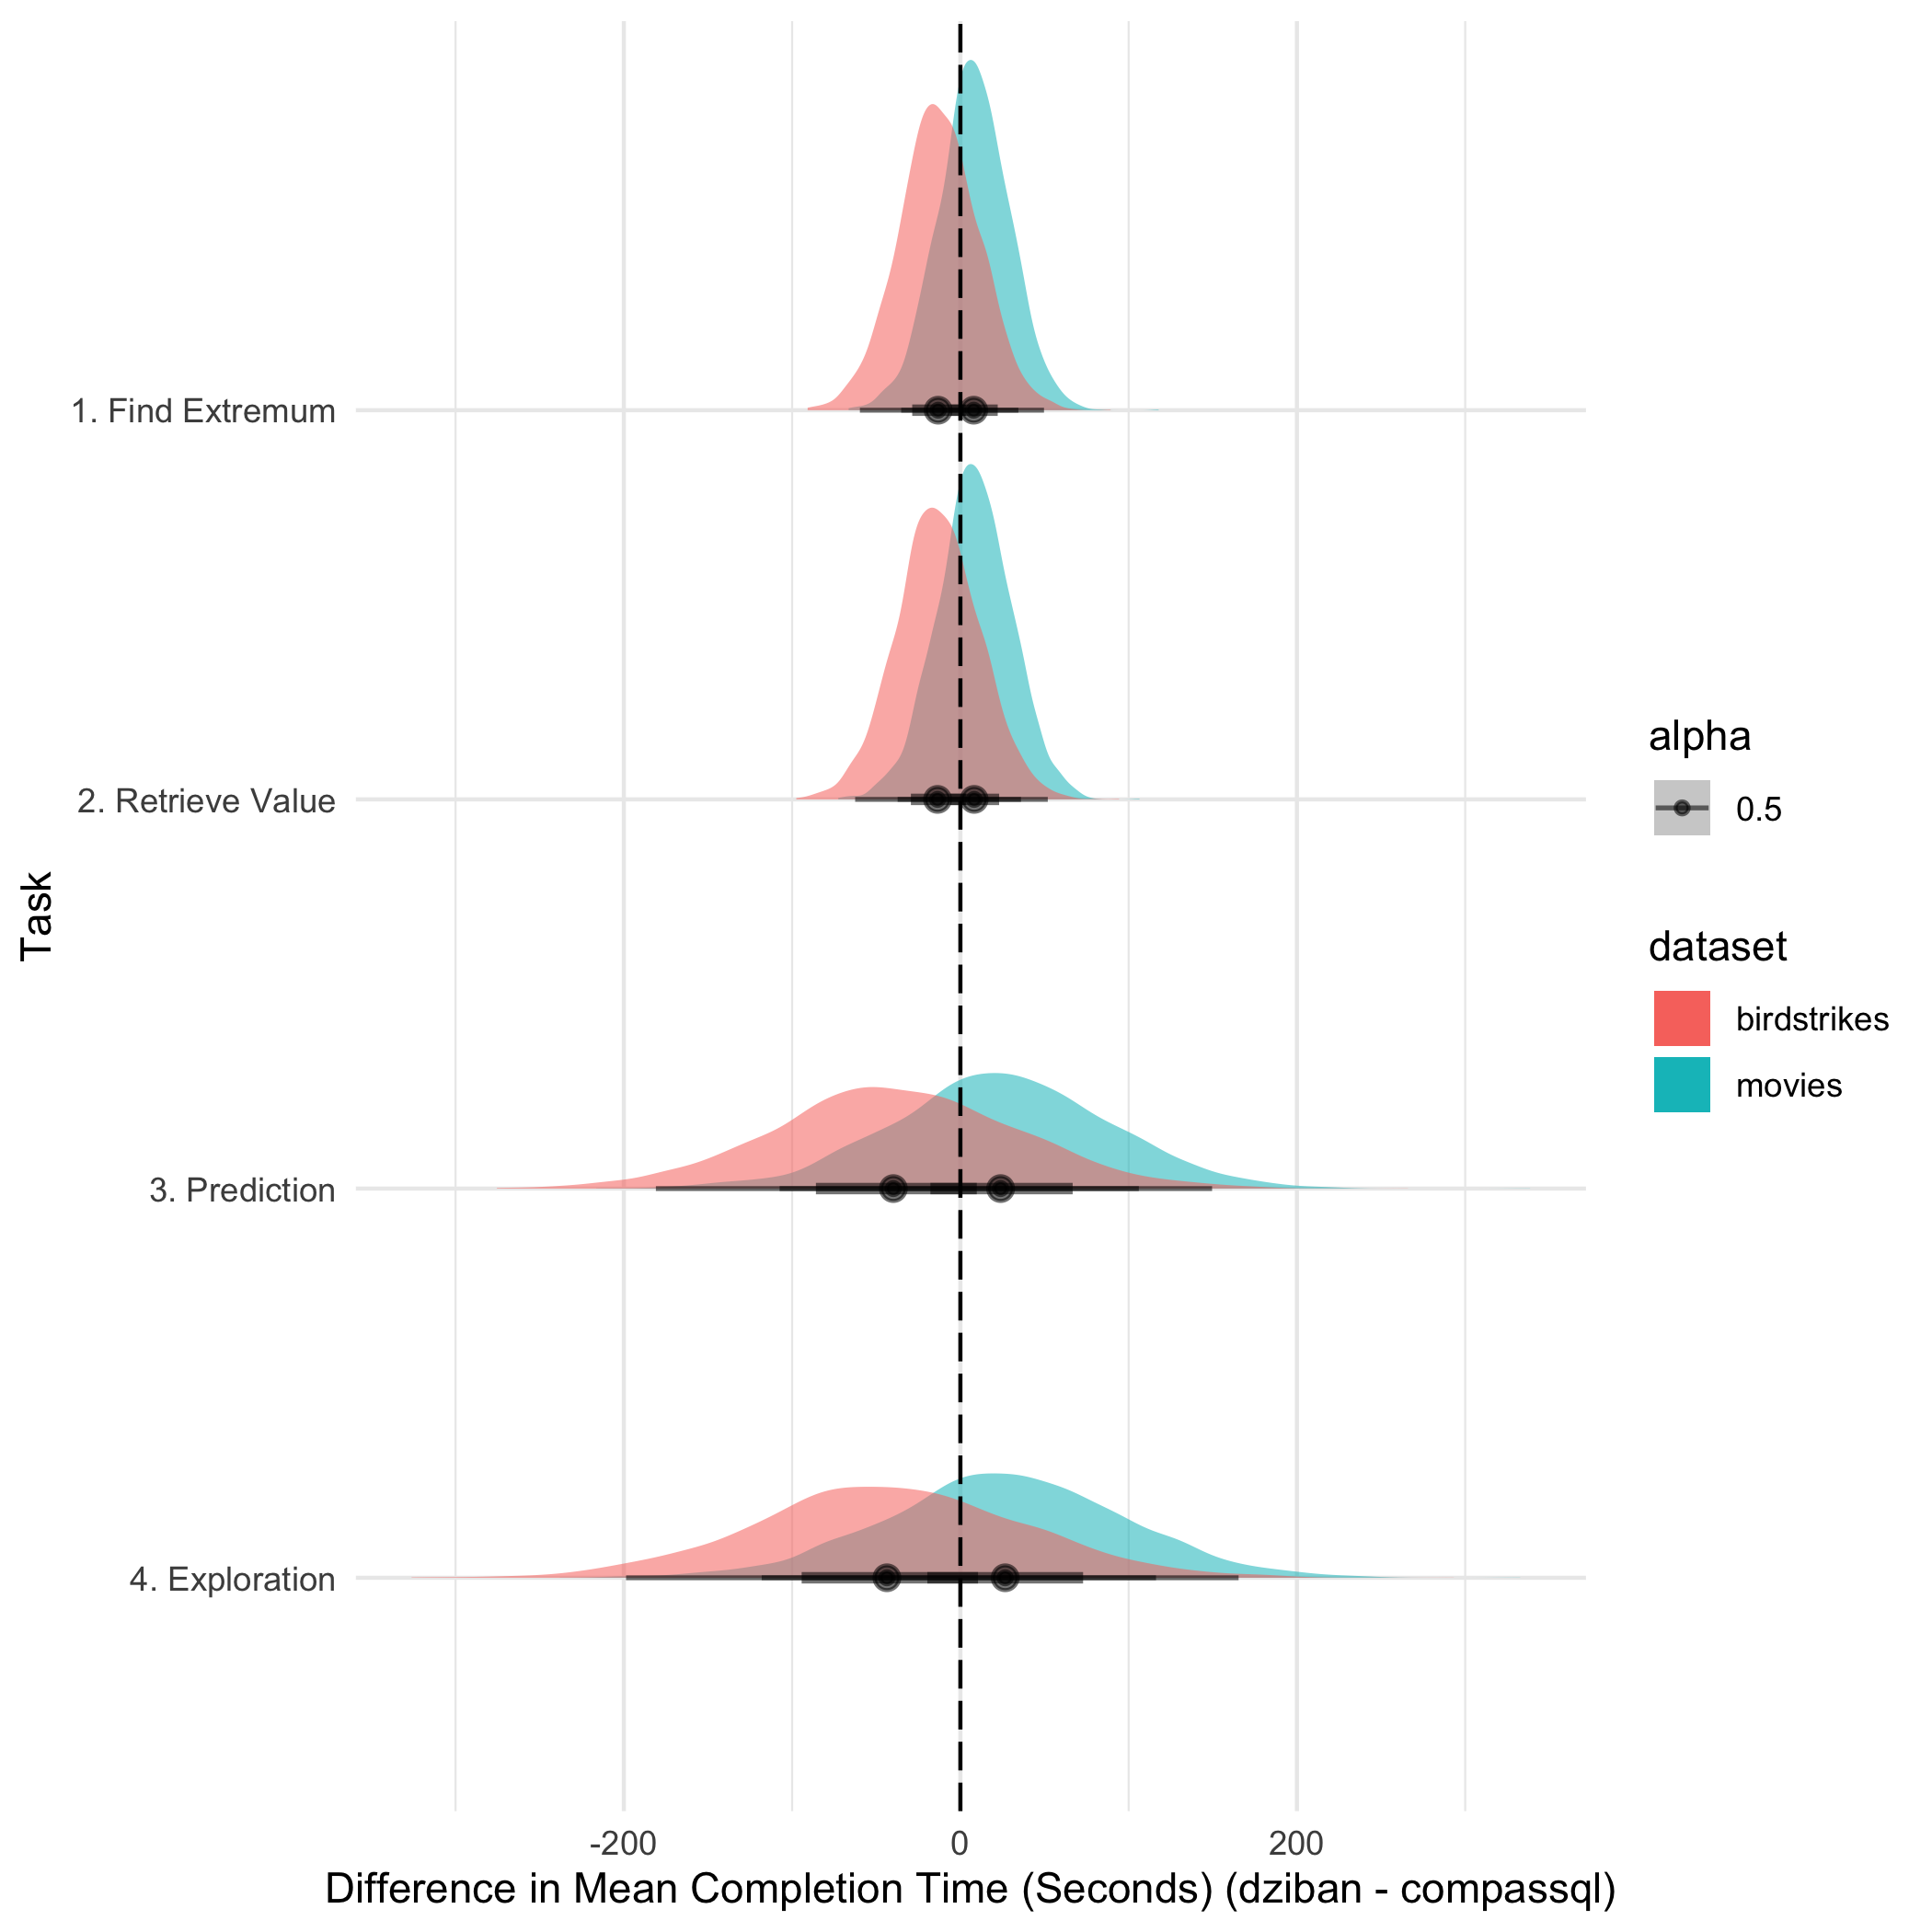 1. Find Extremum
2. Retrieve Value
3. Prediction
4. Exploration
Task
-200
0
200
Difference in Mean Completion Time (Seconds) (dziban - compassql)
alpha
0.5
dataset
birdstrikes
movies